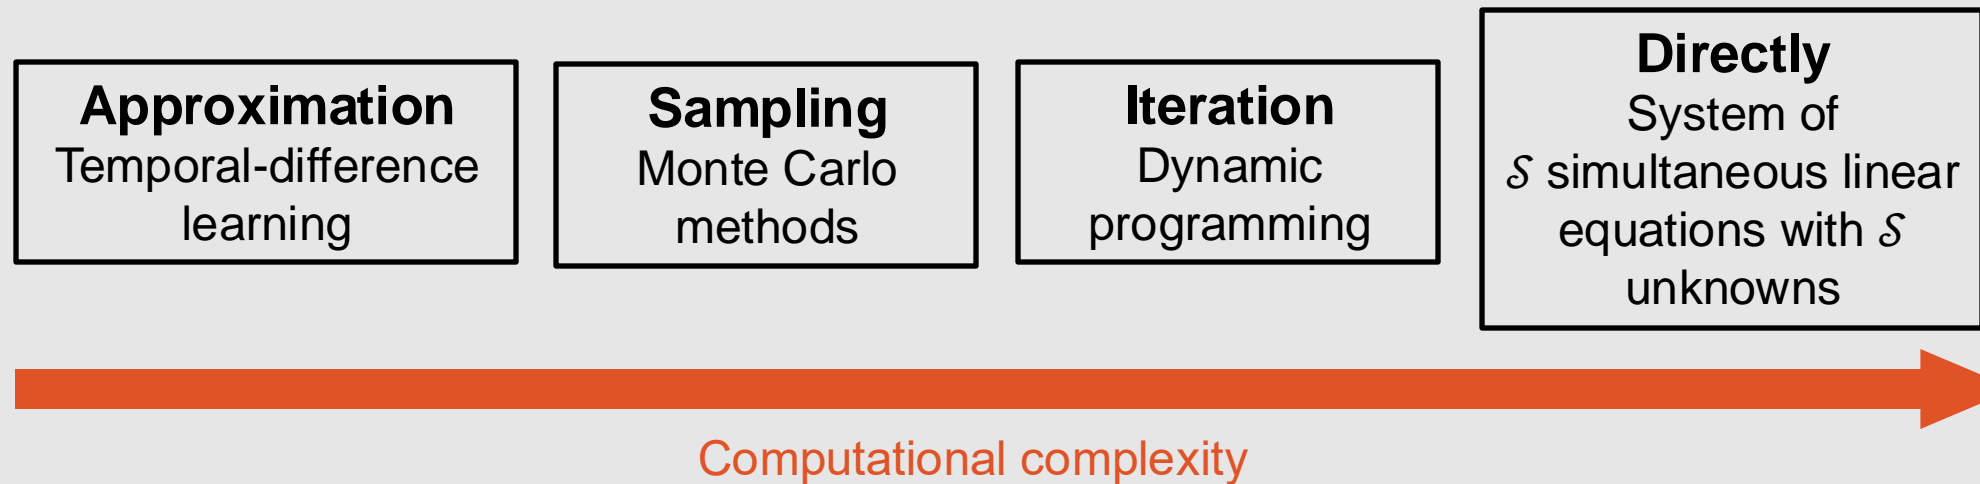 Approximation
Temporal-difference
learning
Sampling
Monte Carlo
methods
Iteration
Dynamic
programming
Directly
System of
𝒮 simultaneous linear
equations with 𝒮
unknowns
Computational complexity